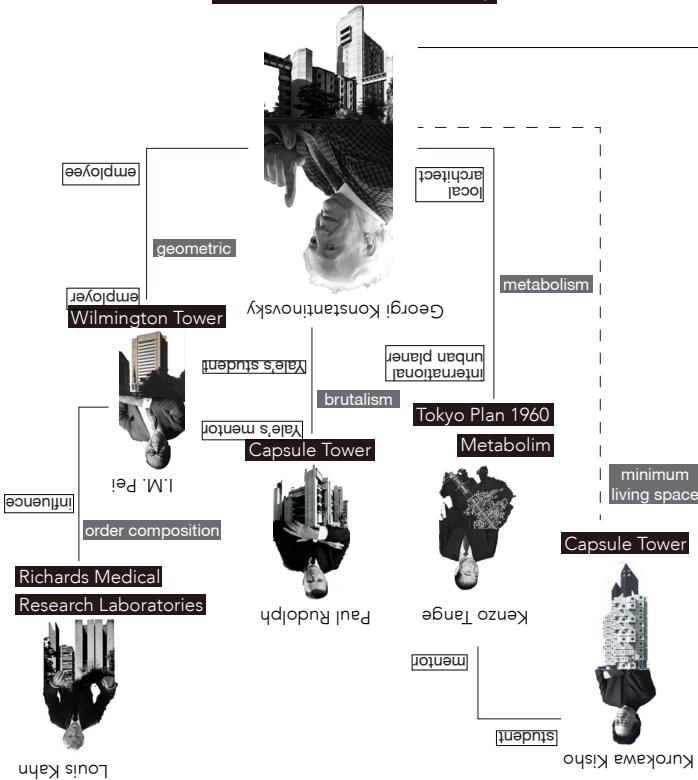 employee
local
architect
geometric
metabolism
employer
Wilmington Tower
Georgi Konstantinovsky
Yale's student
international
unban planer
brutalism
Yale's mentor
Tokyo Plan 1960
Metabolim
Capsule Tower
I.M. Pei
minimum
living space
influence
order composition
Capsule Tower
Richards Medical
Research Laboratories
Paul Rudolph
Kenzo Tange
mentor
student
Louis Kahn
Kurokawa Kisho